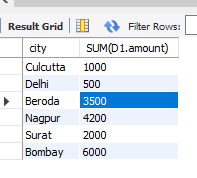 Result Grid Filter Rows:
city SUM(D1.amount)
Culcutta 1000
Delhi 500
Beroda 3500
Nagpur 4200
Surat 2000
Bombay 6000